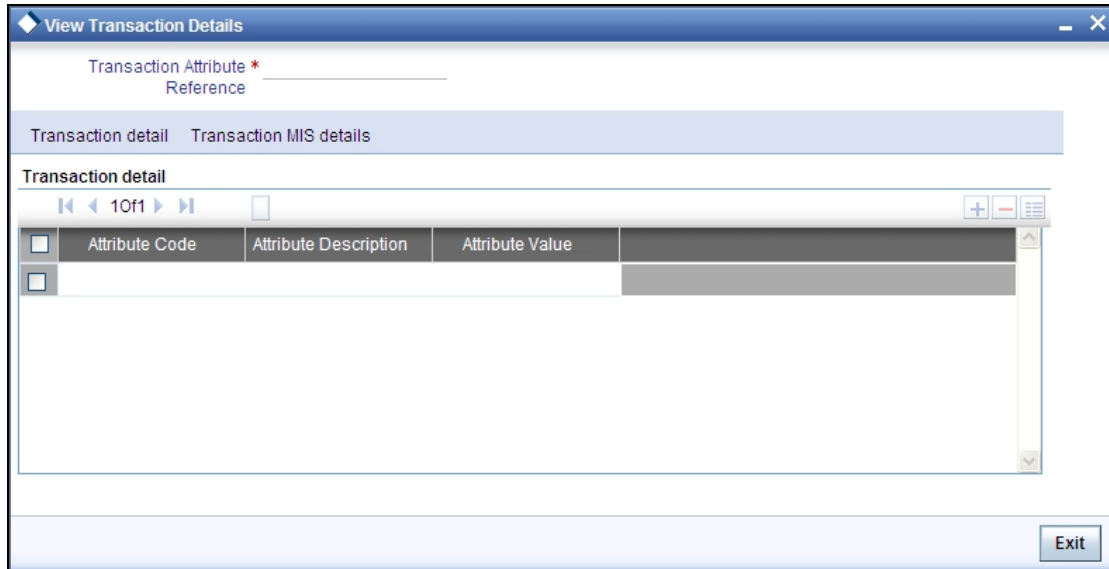 View Transaction Details
Transaction Attribute *
Reference
Transaction detail Transaction MIS details
Transaction detail
1Of1
Attribute Code Attribute Description Attribute Value
Exit